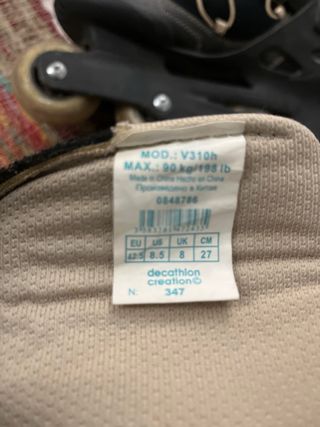 MOD.: V310h
MAX.: 90 kg/198 lb
Made in China Hecho en China
Произведено в Китае
0848786
EU US UK CM
42.5 8.5 8 27
decathlon
creation©
N: 347